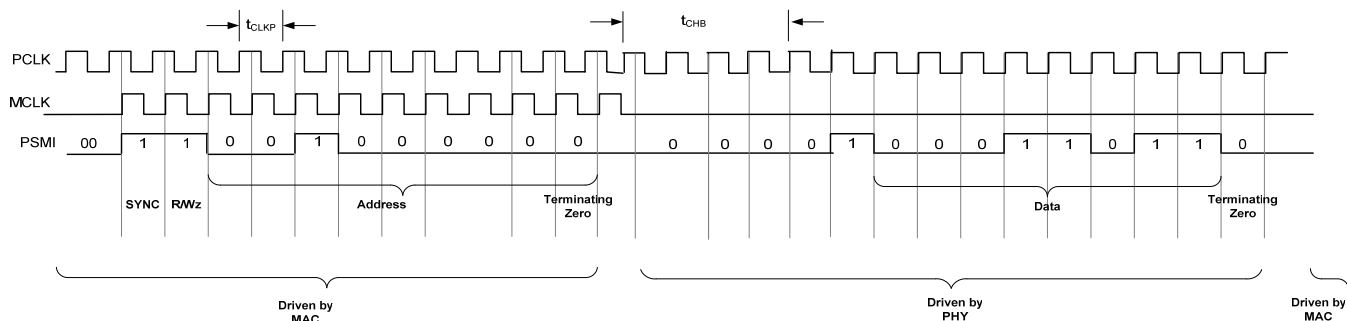 tCLKP
tCHB
PCLK
MCLK
PSMI 00 1 1 0 0 1 0 0 0 0 0 0 0 0 0 0 1 0 0 0 1 1 0 1 1 0
SYNC R/Wz Address Terminating Zero Data Terminating Zero
Driven by MAC
Driven by PHY
Driven by MAC